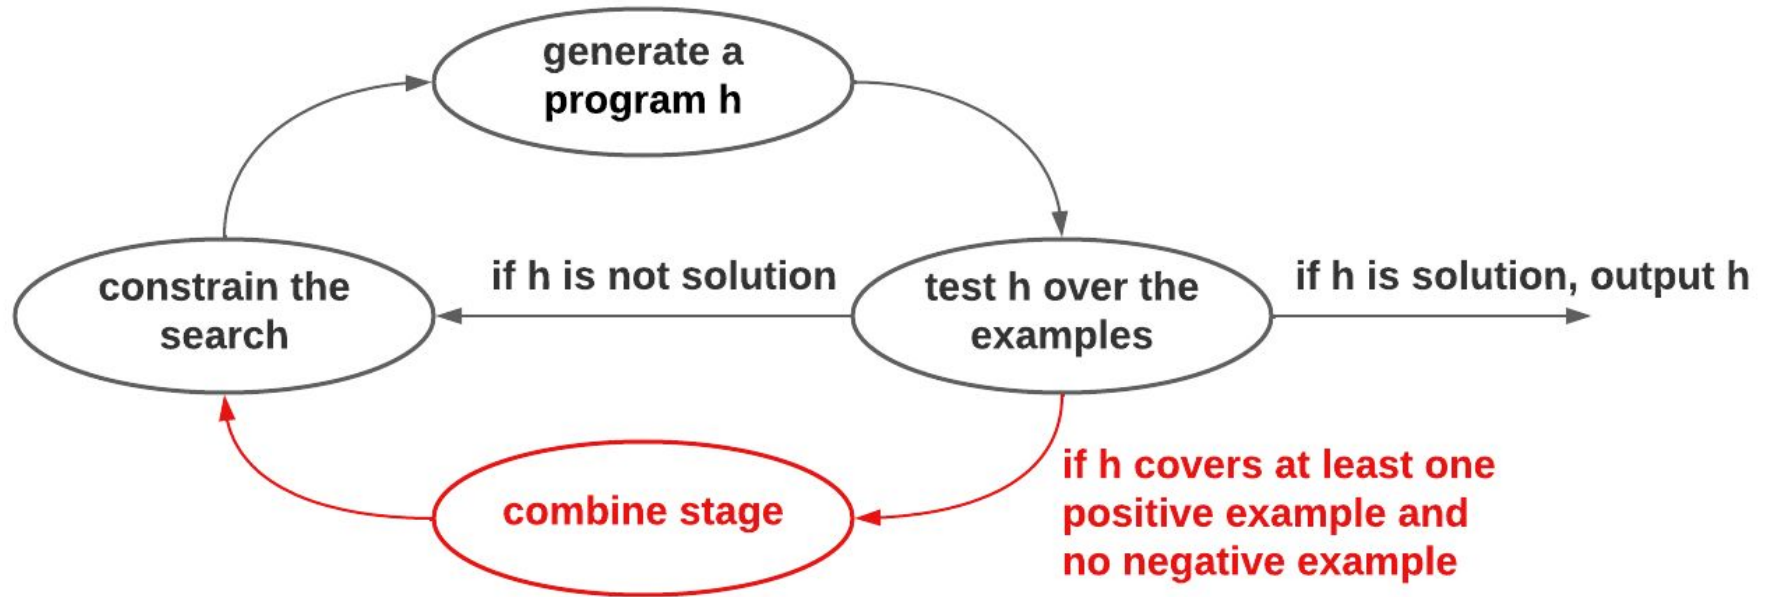 generate a
program h
if h is not solution
if h is solution, output h
constrain the
search
test h over the
examples
combine stage
if h covers at least one
positive example and
no negative example